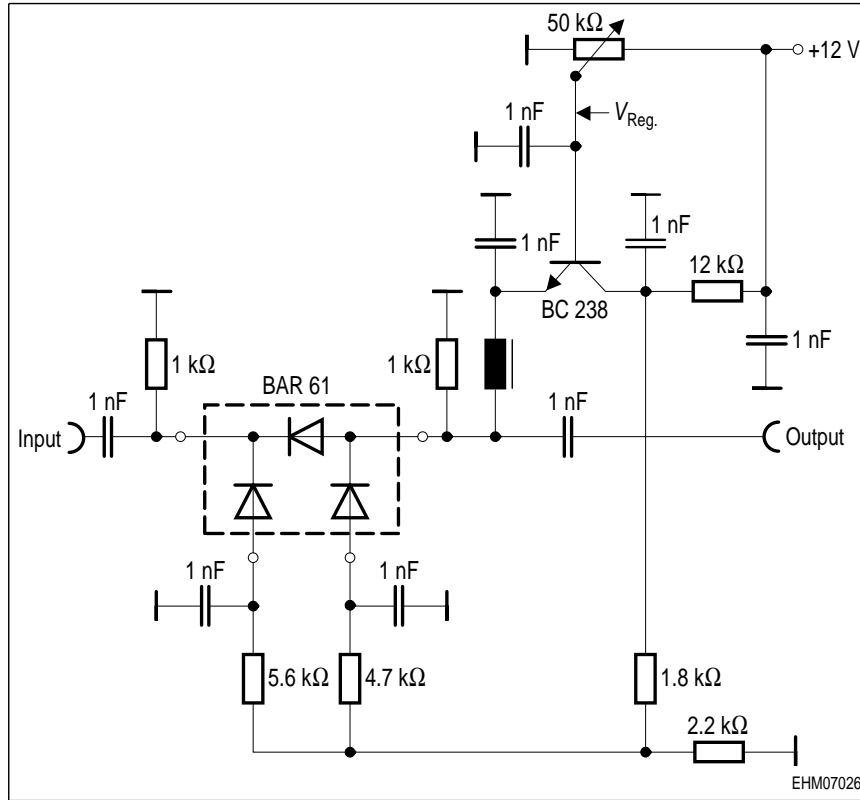 50 kΩ
+12 V
1 nF
V Reg.
1 nF
1 nF
12 kΩ
BC 238
1 nF
1 kΩ
1 kΩ
BAR 61
1 nF
1 nF
Input
Output
1 nF
1 nF
5.6 kΩ
4.7 kΩ
1.8 kΩ
2.2 kΩ
EHM07026